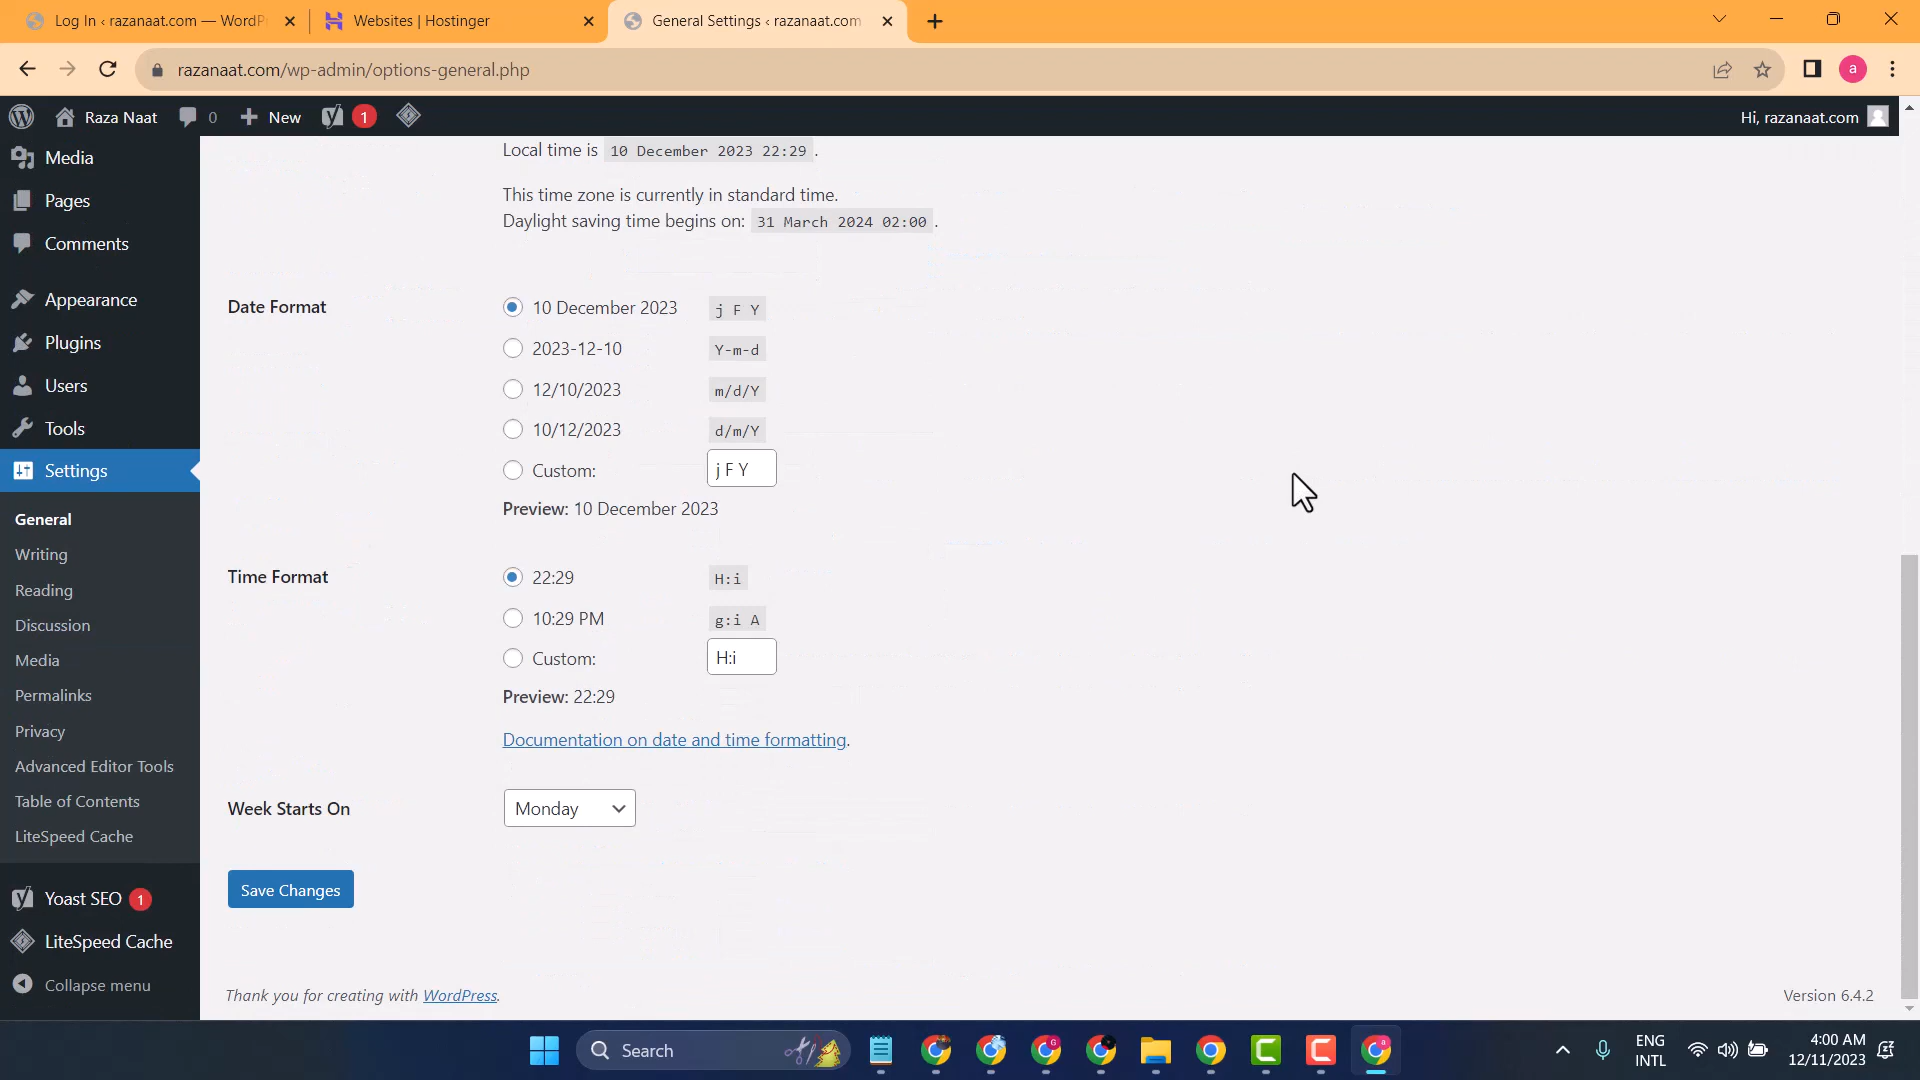 Log In ‹ razanaat.com — WordPr
Websites | Hostinger
General Settings ‹ razanaat.com
razanaat.com/wp-admin/options-general.php
a
Raza Naat
0
New
1
Hi, razanaat.com
Media
Pages
Comments
Appearance
Plugins
Users
Tools
Settings
General
Writing
Reading
Discussion
Media
Permalinks
Privacy
Advanced Editor Tools
Table of Contents
LiteSpeed Cache
Yoast SEO 1
LiteSpeed Cache
Collapse menu
Local time is 10 December 2023 22:29 .
This time zone is currently in standard time.
Daylight saving time begins on: 31 March 2024 02:00 .
Date Format
10 December 2023 j F Y
2023-12-10 Y-m-d
12/10/2023 m/d/Y
10/12/2023 d/m/Y
Custom: j F Y
Preview: 10 December 2023
Time Format
22:29 H:i
10:29 PM g:i A
Custom: H:i
Preview: 22:29
Documentation on date and time formatting.
Week Starts On
Monday
Save Changes
Thank you for creating with WordPress.
Version 6.4.2
Search
ENG
INTL
4:00 AM
12/11/2023